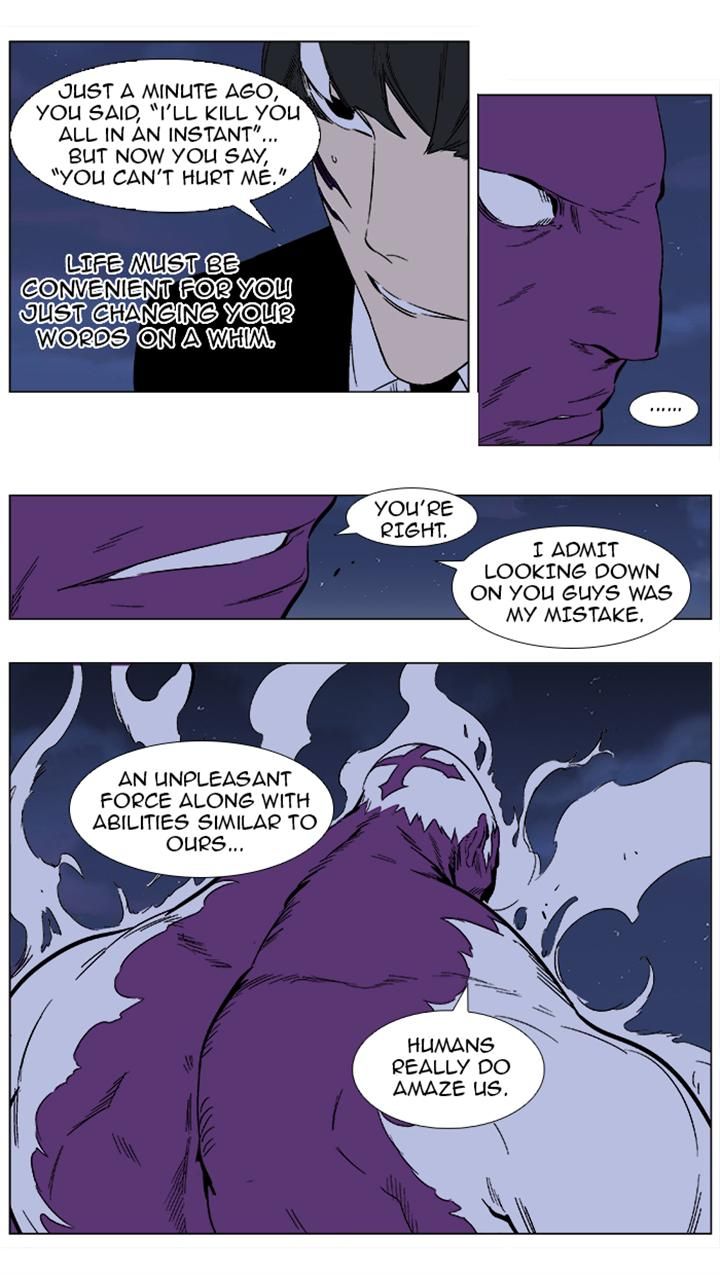 JUST A MINUTE AGO,
YOU SAID, "I'LL KILL YOU
ALL IN AN INSTANT"...
BUT NOW YOU SAY,
"YOU CAN'T HURT ME."
LIFE MUST BE
CONVENIENT FOR YOU
JUST CHANGING YOUR
WORDS ON A WHIM.
......
YOU'RE
RIGHT.
I ADMIT
LOOKING DOWN
ON YOU GUYS WAS
MY MISTAKE.
AN UNPLEASANT
FORCE ALONG WITH
ABILITIES SIMILAR TO
OURS...
HUMANS
REALLY DO
AMAZE US.